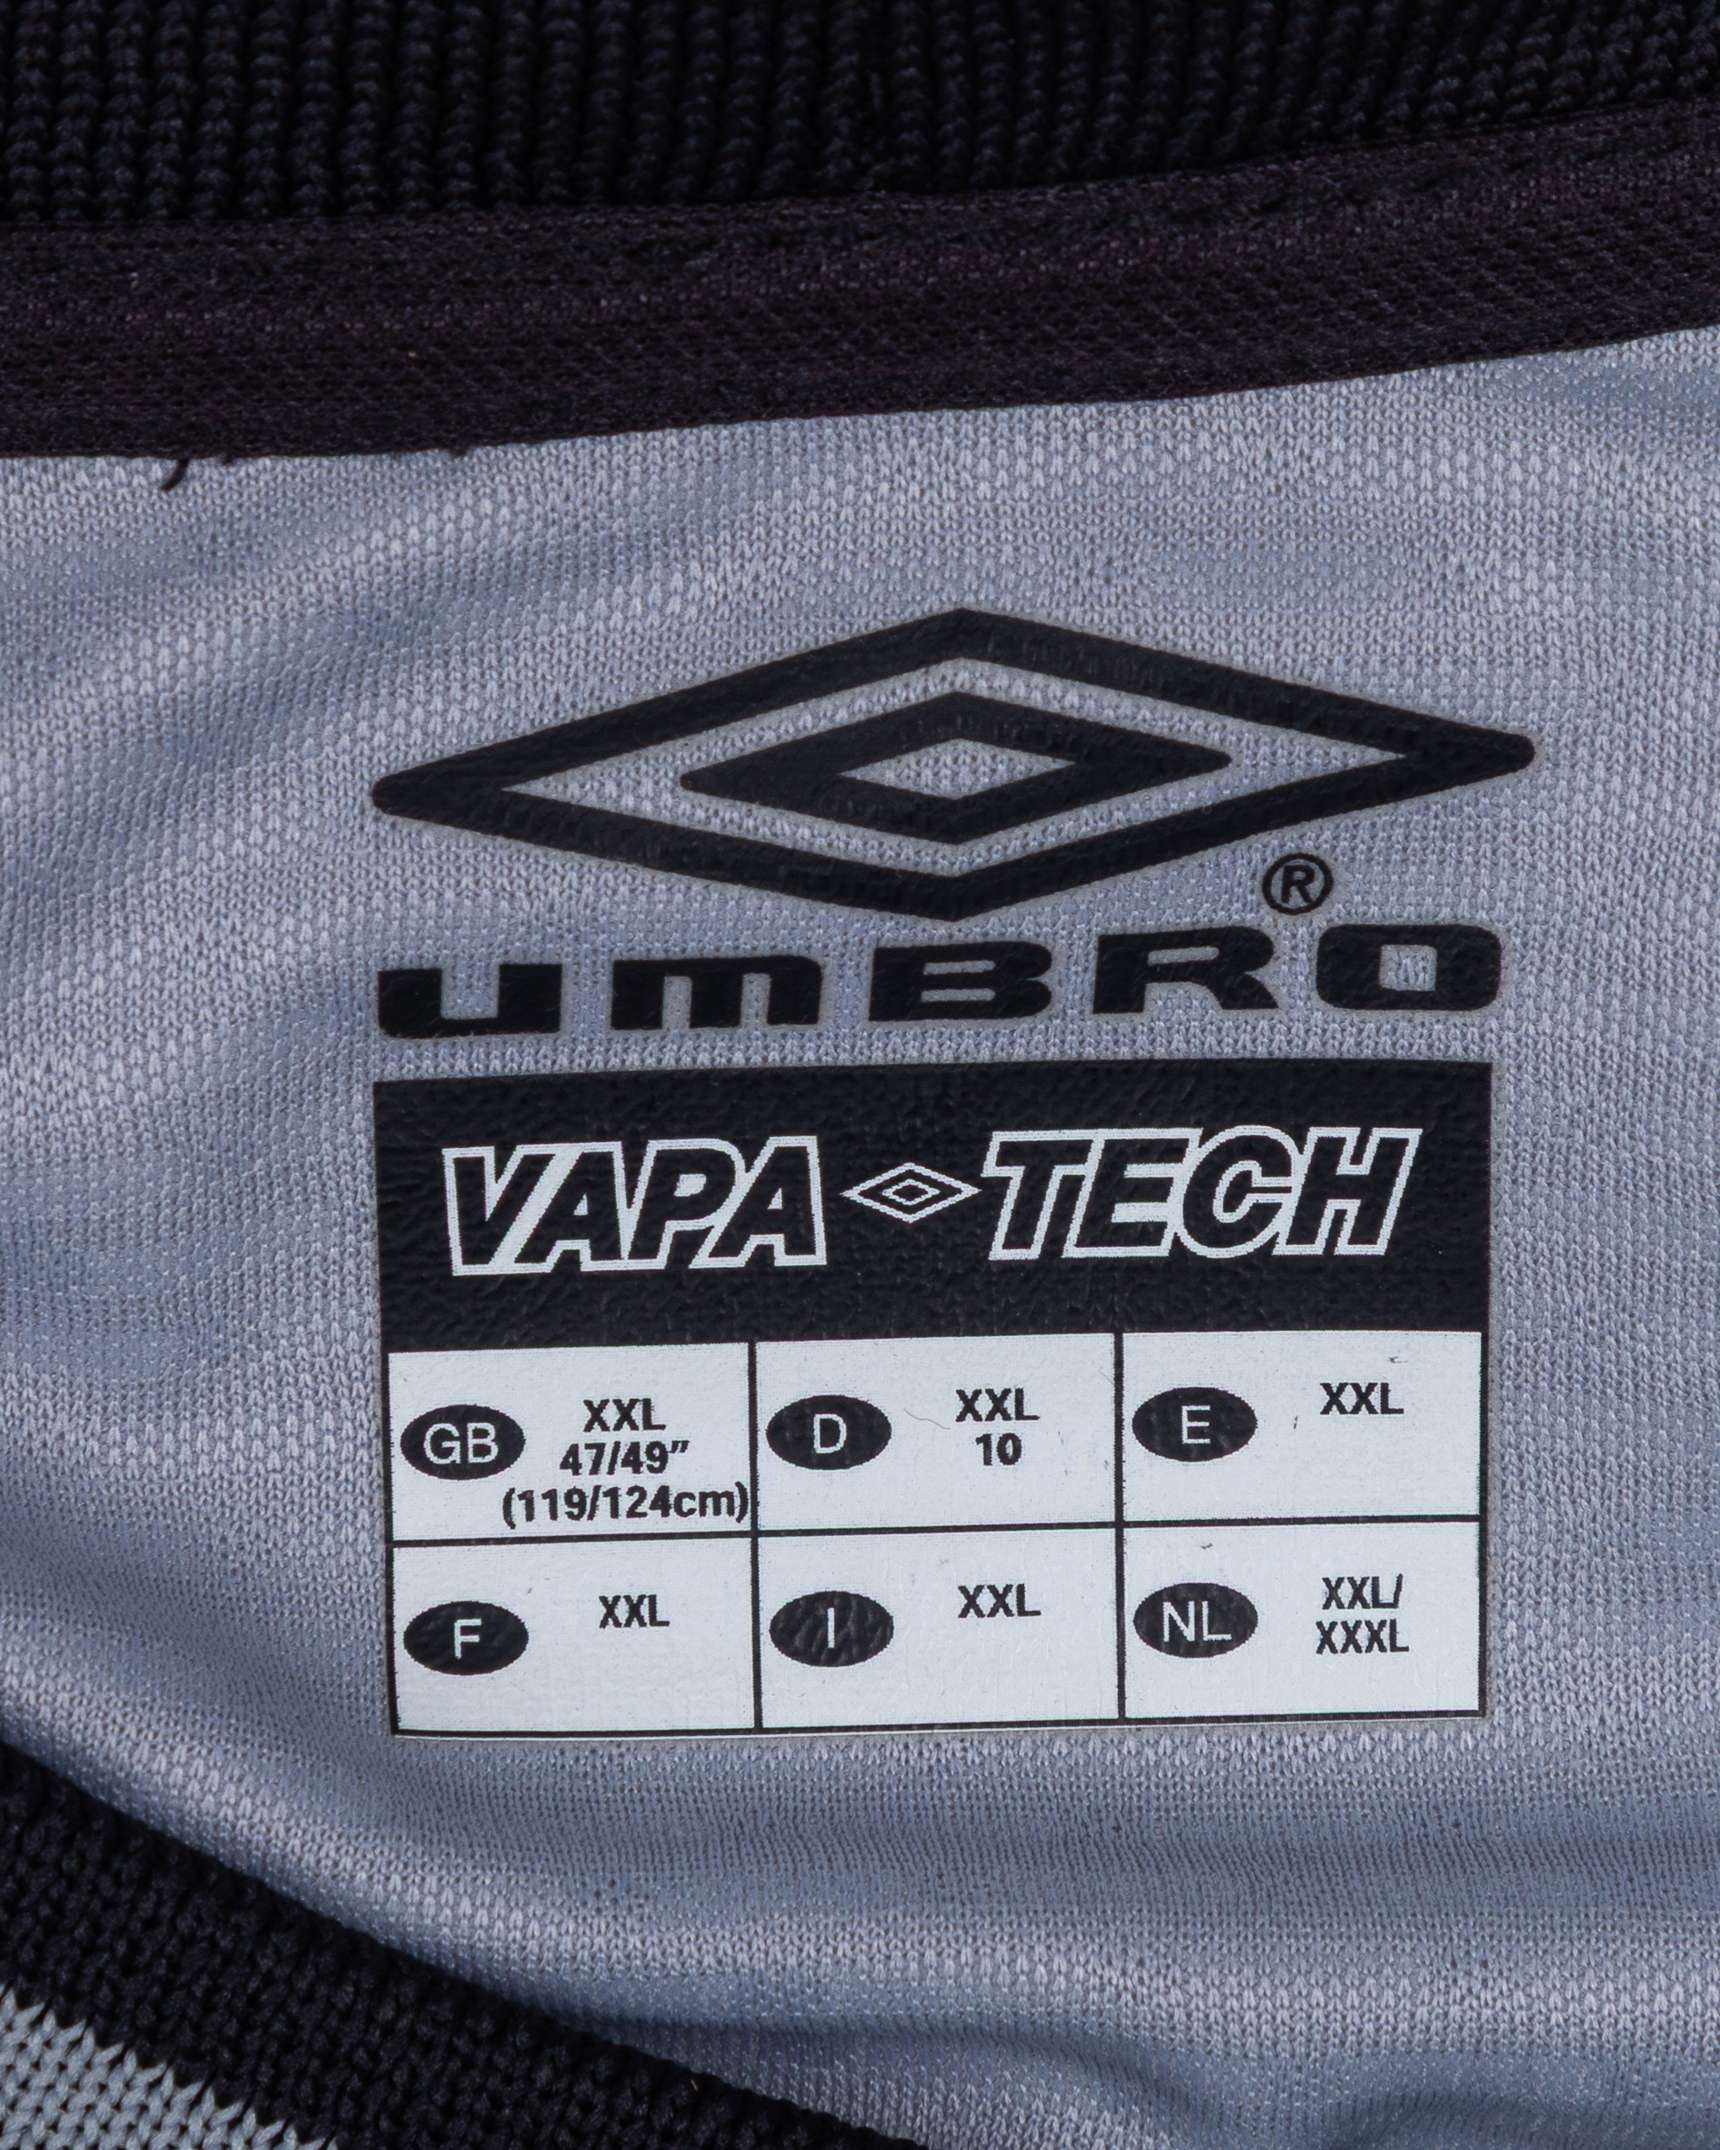 ®
UMBRO
VAPA TECH
GB XXL
47/49"
(119/124cm)
D XXL
10
E XXL
F XXL
I XXL
NL XXL/
XXXL